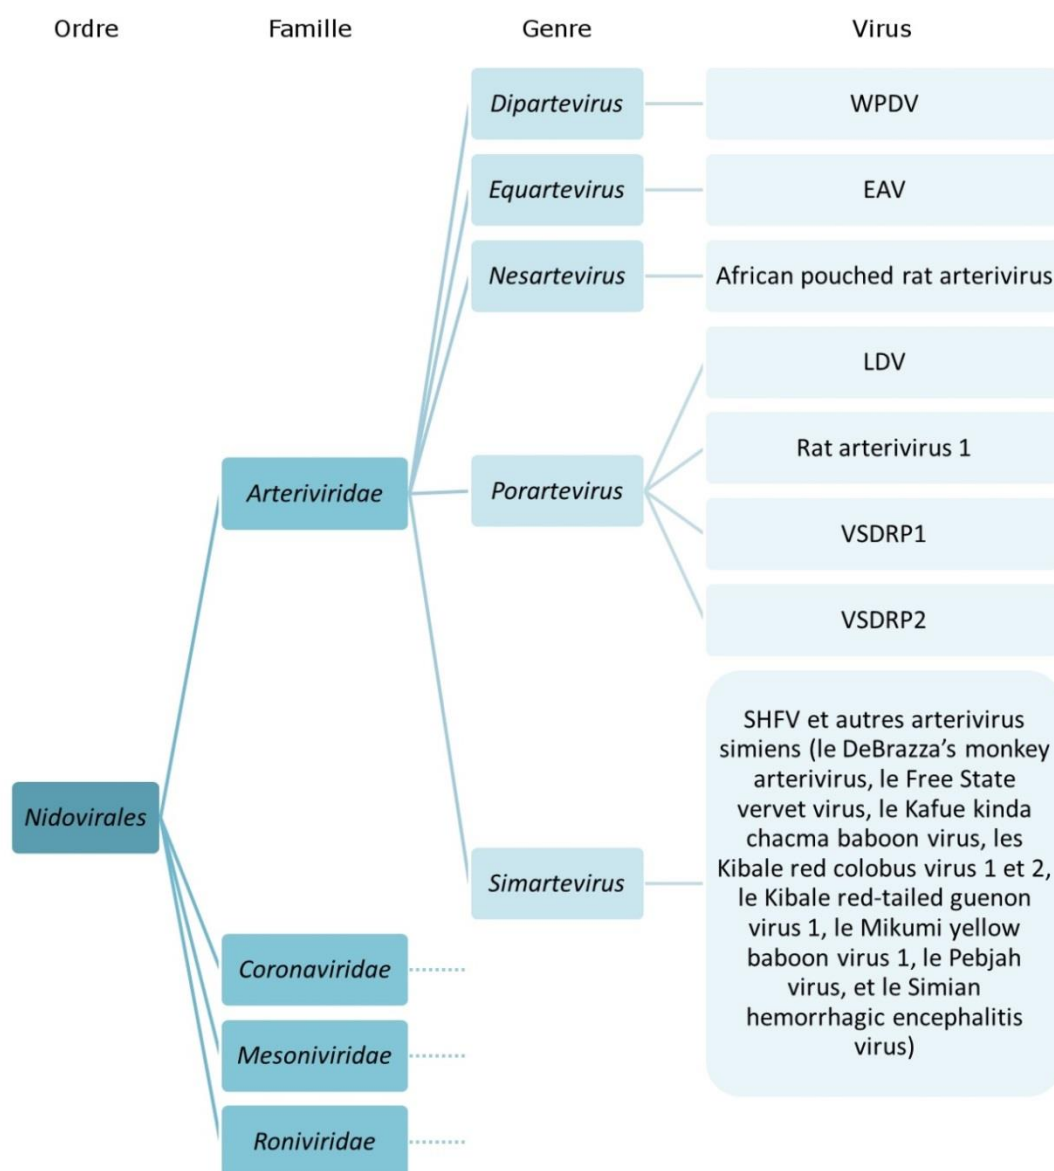 Ordre
Famille
Genre
Virus
Dipartevirus
WPDV
Equartevirus
EAV
Nesartevirus
African pouched rat arterivirus
LDV
Rat arterivirus 1
Arteriviridae
Porartevirus
VSDRP1
VSDRP2
SHFV et autres arterivirus
simiens (le DeBrazza’s monkey
arterivirus, le Free State
vervet virus, le Kafue kinda
chacma baboon virus, les
Kibale red colobus virus 1 et 2,
le Kibale red-tailed guenon
virus 1, le Mikumi yellow
baboon virus 1, le Pebjah
virus, et le Simian
hemorrhagic encephalitis
virus)
Nidovirales
Simartevirus
Coronaviridae
Mesoniviridae
Roniviridae